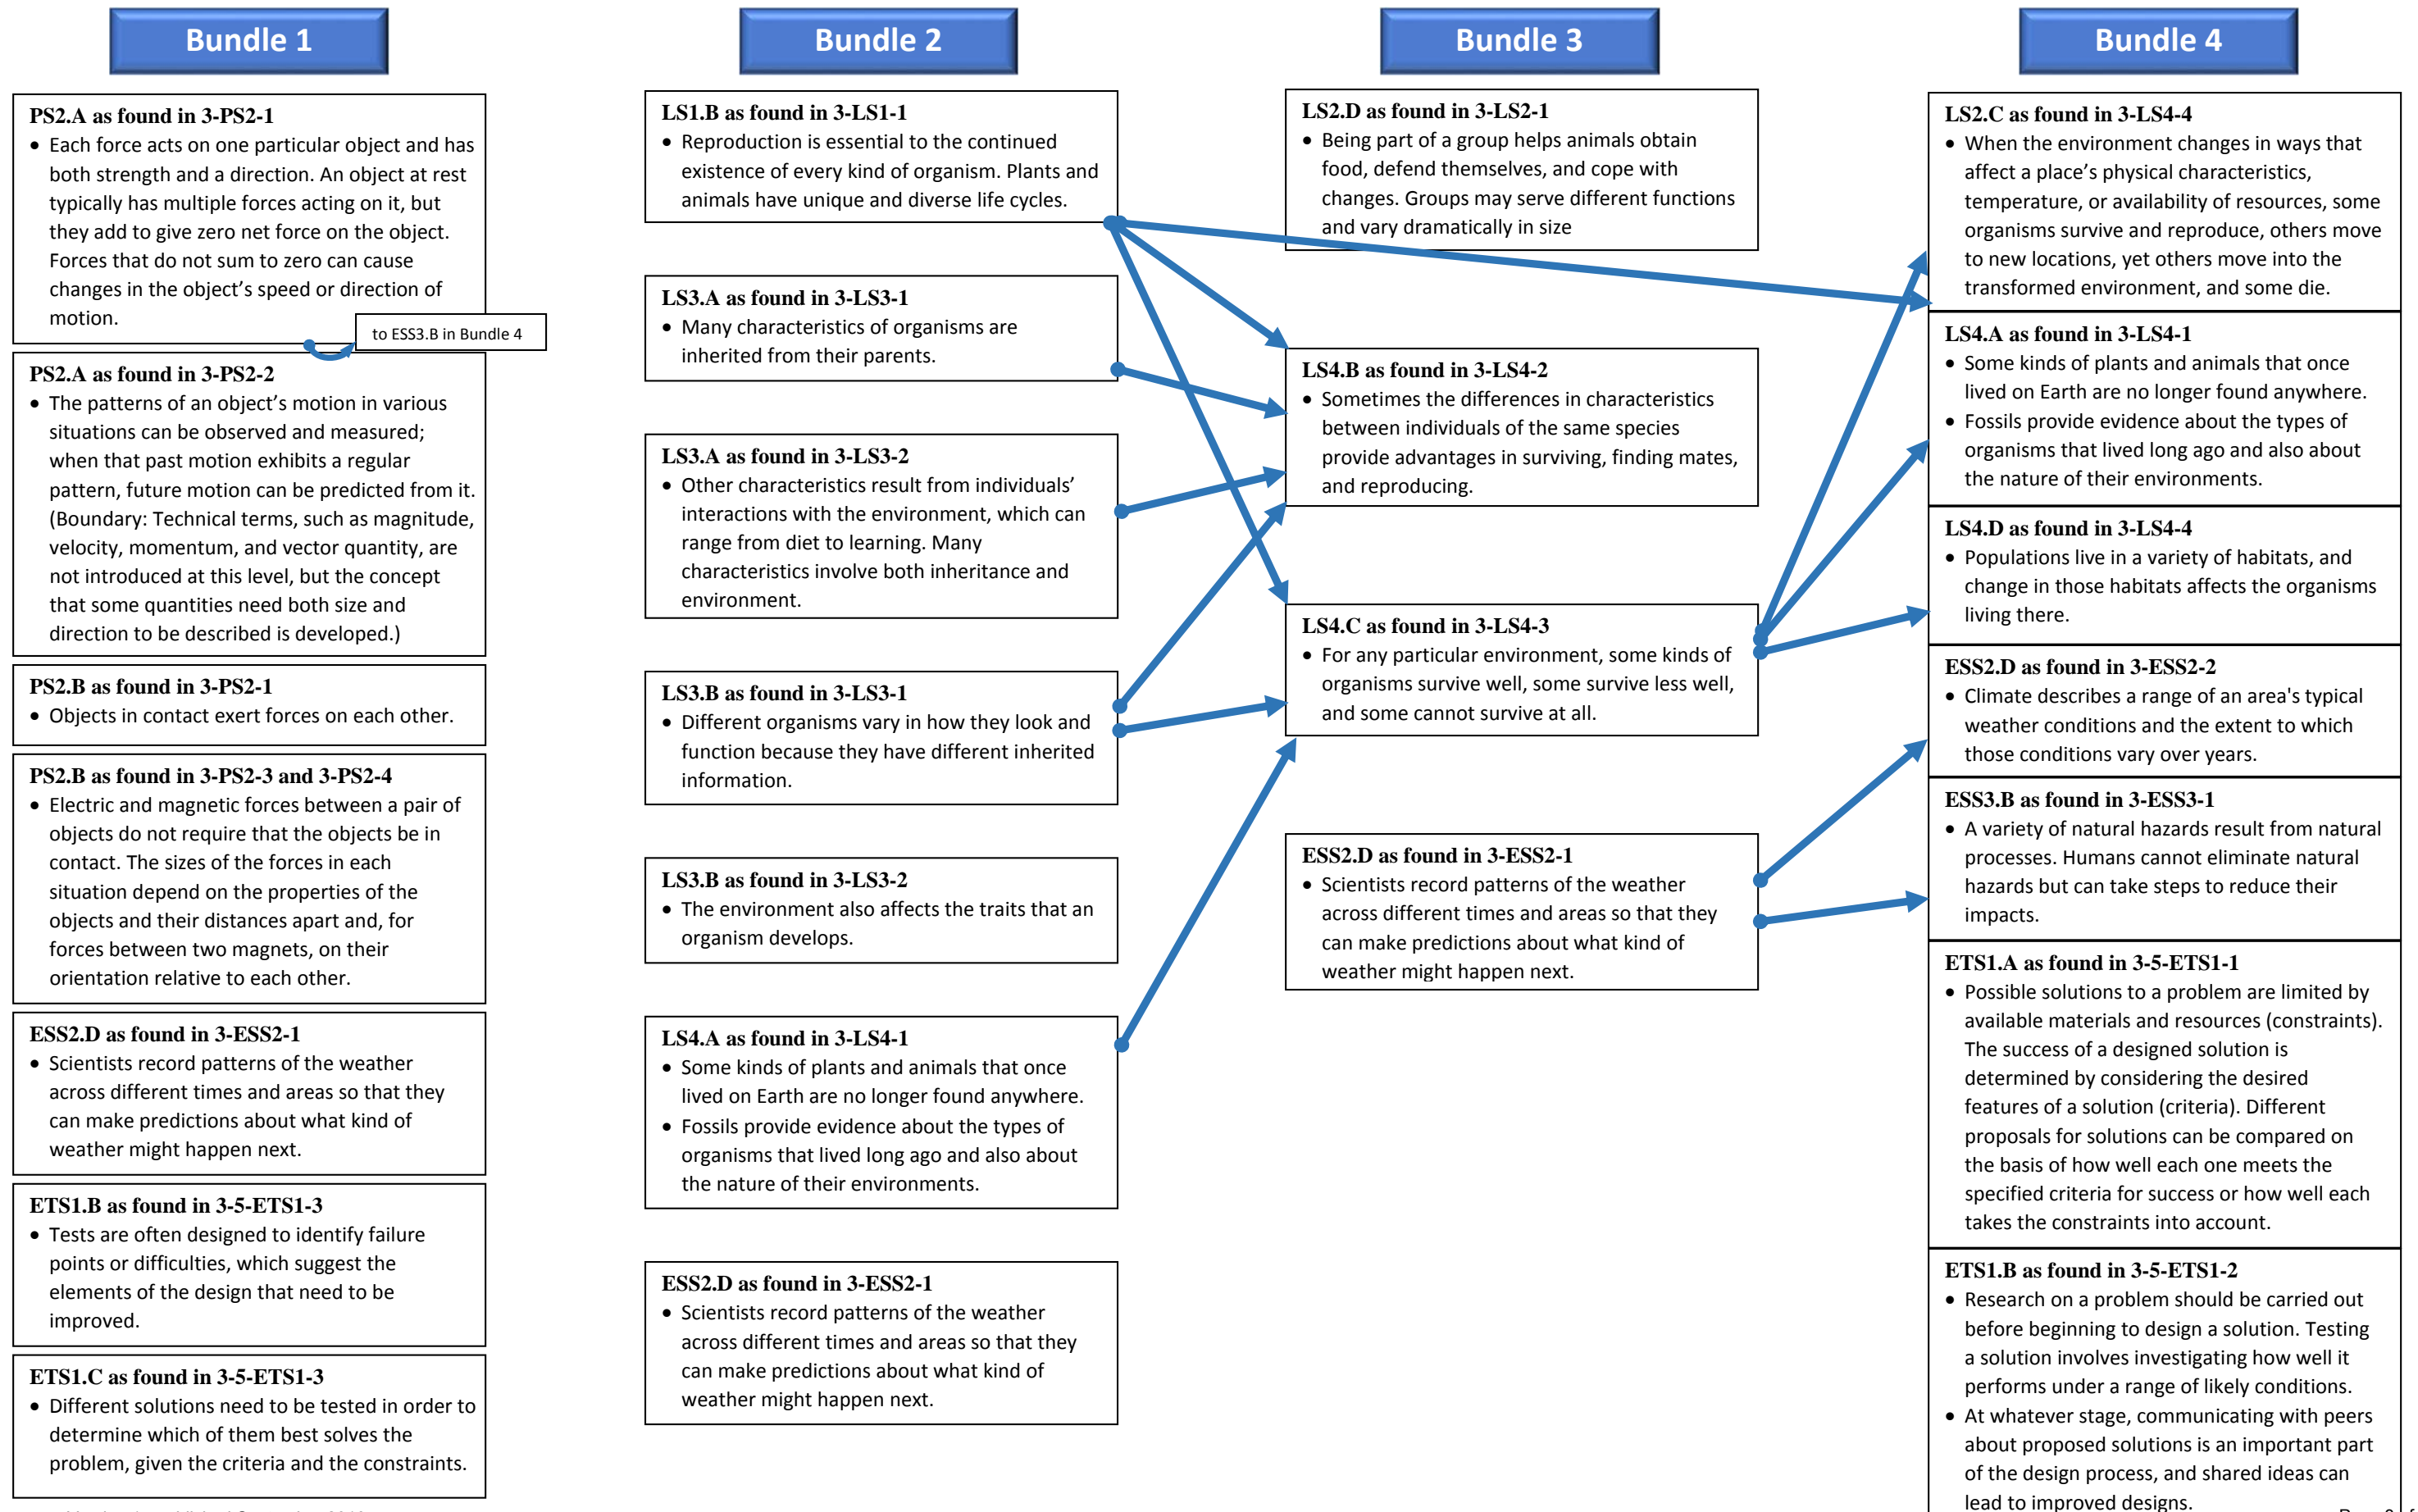 Bundle 1
PS2.A as found in 3-PS2-1
• Each force acts on one particular object and has
both strength and a direction. An object at rest
typically has multiple forces acting on it, but
they add to give zero net force on the object.
Forces that do not sum to zero can cause
changes in the object’s speed or direction of
motion.
to ESS3.B in Bundle 4
PS2.A as found in 3-PS2-2
• The patterns of an object’s motion in various
situations can be observed and measured;
when that past motion exhibits a regular
pattern, future motion can be predicted from it.
(Boundary: Technical terms, such as magnitude,
velocity, momentum, and vector quantity, are
not introduced at this level, but the concept
that some quantities need both size and
direction to be described is developed.)
PS2.B as found in 3-PS2-1
• Objects in contact exert forces on each other.
PS2.B as found in 3-PS2-3 and 3-PS2-4
• Electric and magnetic forces between a pair of
objects do not require that the objects be in
contact. The sizes of the forces in each
situation depend on the properties of the
objects and their distances apart and, for
forces between two magnets, on their
orientation relative to each other.
ESS2.D as found in 3-ESS2-1
• Scientists record patterns of the weather
across different times and areas so that they
can make predictions about what kind of
weather might happen next.
ETS1.B as found in 3-5-ETS1-3
• Tests are often designed to identify failure
points or difficulties, which suggest the
elements of the design that need to be
improved.
ETS1.C as found in 3-5-ETS1-3
• Different solutions need to be tested in order to
determine which of them best solves the
problem, given the criteria and the constraints.
Bundle 2
LS1.B as found in 3-LS1-1
• Reproduction is essential to the continued
existence of every kind of organism. Plants and
animals have unique and diverse life cycles.
LS3.A as found in 3-LS3-1
• Many characteristics of organisms are
inherited from their parents.
LS3.A as found in 3-LS3-2
• Other characteristics result from individuals’
interactions with the environment, which can
range from diet to learning. Many
characteristics involve both inheritance and
environment.
LS3.B as found in 3-LS3-1
• Different organisms vary in how they look and
function because they have different inherited
information.
LS3.B as found in 3-LS3-2
• The environment also affects the traits that an
organism develops.
LS4.A as found in 3-LS4-1
• Some kinds of plants and animals that once
lived on Earth are no longer found anywhere.
• Fossils provide evidence about the types of
organisms that lived long ago and also about
the nature of their environments.
ESS2.D as found in 3-ESS2-1
• Scientists record patterns of the weather
across different times and areas so that they
can make predictions about what kind of
weather might happen next.
Bundle 3
LS2.D as found in 3-LS2-1
• Being part of a group helps animals obtain
food, defend themselves, and cope with
changes. Groups may serve different functions
and vary dramatically in size
LS4.B as found in 3-LS4-2
• Sometimes the differences in characteristics
between individuals of the same species
provide advantages in surviving, finding mates,
and reproducing.
LS4.C as found in 3-LS4-3
• For any particular environment, some kinds of
organisms survive well, some survive less well,
and some cannot survive at all.
ESS2.D as found in 3-ESS2-1
• Scientists record patterns of the weather
across different times and areas so that they
can make predictions about what kind of
weather might happen next.
Bundle 4
LS2.C as found in 3-LS4-4
• When the environment changes in ways that
affect a place’s physical characteristics,
temperature, or availability of resources, some
organisms survive and reproduce, others move
to new locations, yet others move into the
transformed environment, and some die.
LS4.A as found in 3-LS4-1
• Some kinds of plants and animals that once
lived on Earth are no longer found anywhere.
• Fossils provide evidence about the types of
organisms that lived long ago and also about
the nature of their environments.
LS4.D as found in 3-LS4-4
• Populations live in a variety of habitats, and
change in those habitats affects the organisms
living there.
ESS2.D as found in 3-ESS2-2
• Climate describes a range of an area's typical
weather conditions and the extent to which
those conditions vary over years.
ESS3.B as found in 3-ESS3-1
• A variety of natural hazards result from natural
processes. Humans cannot eliminate natural
hazards but can take steps to reduce their
impacts.
ETS1.A as found in 3-5-ETS1-1
• Possible solutions to a problem are limited by
available materials and resources (constraints).
The success of a designed solution is
determined by considering the desired
features of a solution (criteria). Different
proposals for solutions can be compared on
the basis of how well each one meets the
specified criteria for success or how well each
takes the constraints into account.
ETS1.B as found in 3-5-ETS1-2
• Research on a problem should be carried out
before beginning to design a solution. Testing
a solution involves investigating how well it
performs under a range of likely conditions.
• At whatever stage, communicating with peers
about proposed solutions is an important part
of the design process, and shared ideas can
lead to improved designs.